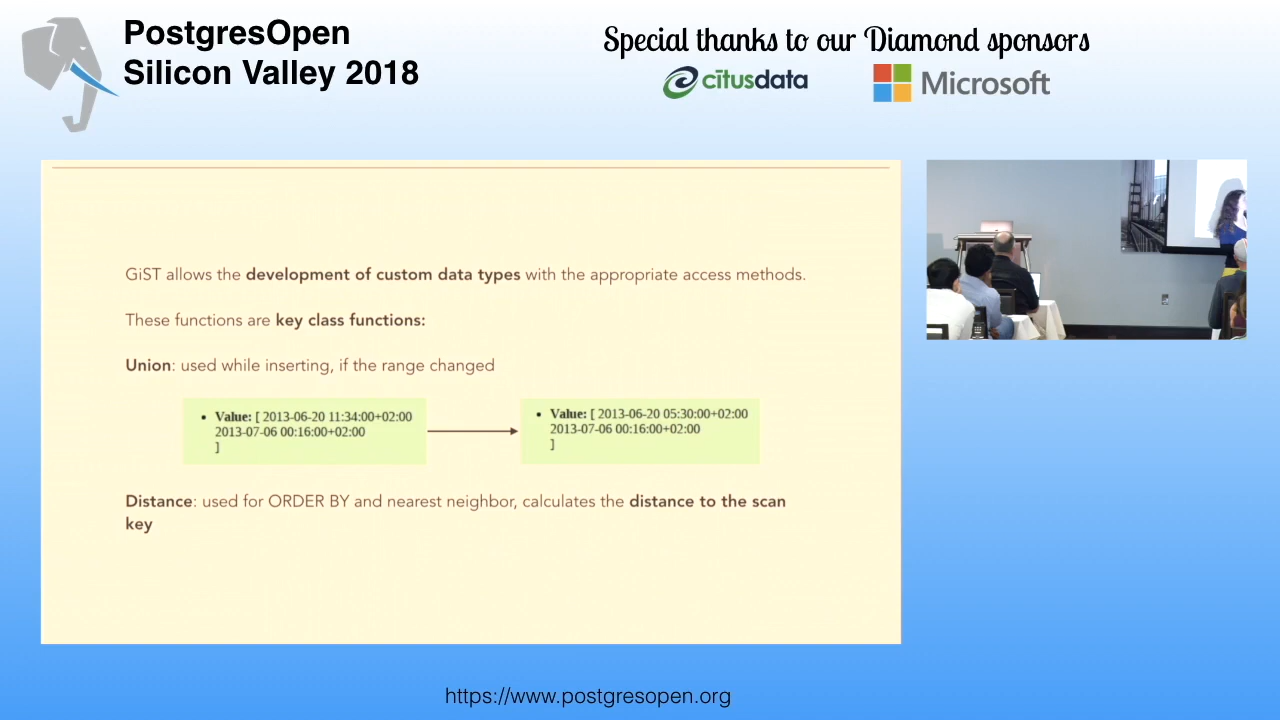 PostgresOpen
Silicon Valley 2018
Special thanks to our Diamond sponsors
citusdata
Microsoft
GiST allows the development of custom data types with the appropriate access methods.
These functions are key class functions:
Union: used while inserting, if the range changed
• Value: [ 2013-06-20 11:34:00+02:00
2013-07-06 00:16:00+02:00
]
• Value: [ 2013-06-20 05:30:00+02:00
2013-07-06 00:16:00+02:00
]
Distance: used for ORDER BY and nearest neighbor, calculates the distance to the scan
key
https://www.postgresopen.org